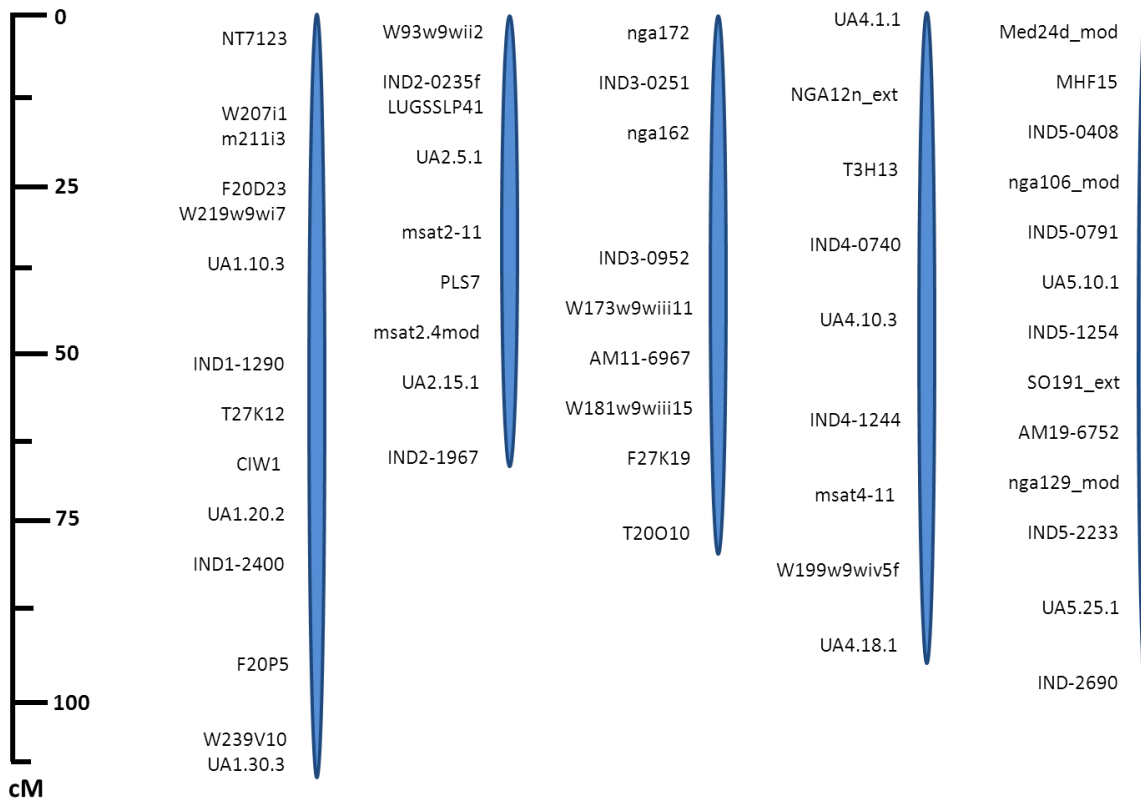 0
25
50
75
100
cM
NT7123
W207i1
m211i3
F20D23
W219w9wi7
UA1.10.3
IND1-1290
T27K12
CIW1
UA1.20.2
IND1-2400
F20P5
W239V10
UA1.30.3
W93w9wii2
IND2-0235f
LUGSSLP41
UA2.5.1
msat2-11
PLS7
msat2.4mod
UA2.15.1
IND2-1967
nga172
IND3-0251
nga162
IND3-0952
W173w9wiii11
AM11-6967
W181w9wiii15
F27K19
T20O10
UA4.1.1
NGA12n_ext
T3H13
IND4-0740
UA4.10.3
IND4-1244
msat4-11
W199w9wiv5f
UA4.18.1
Med24d_mod
MHF15
IND5-0408
nga106_mod
IND5-0791
UA5.10.1
IND5-1254
SO191_ext
AM19-6752
nga129_mod
IND5-2233
UA5.25.1
IND-2690